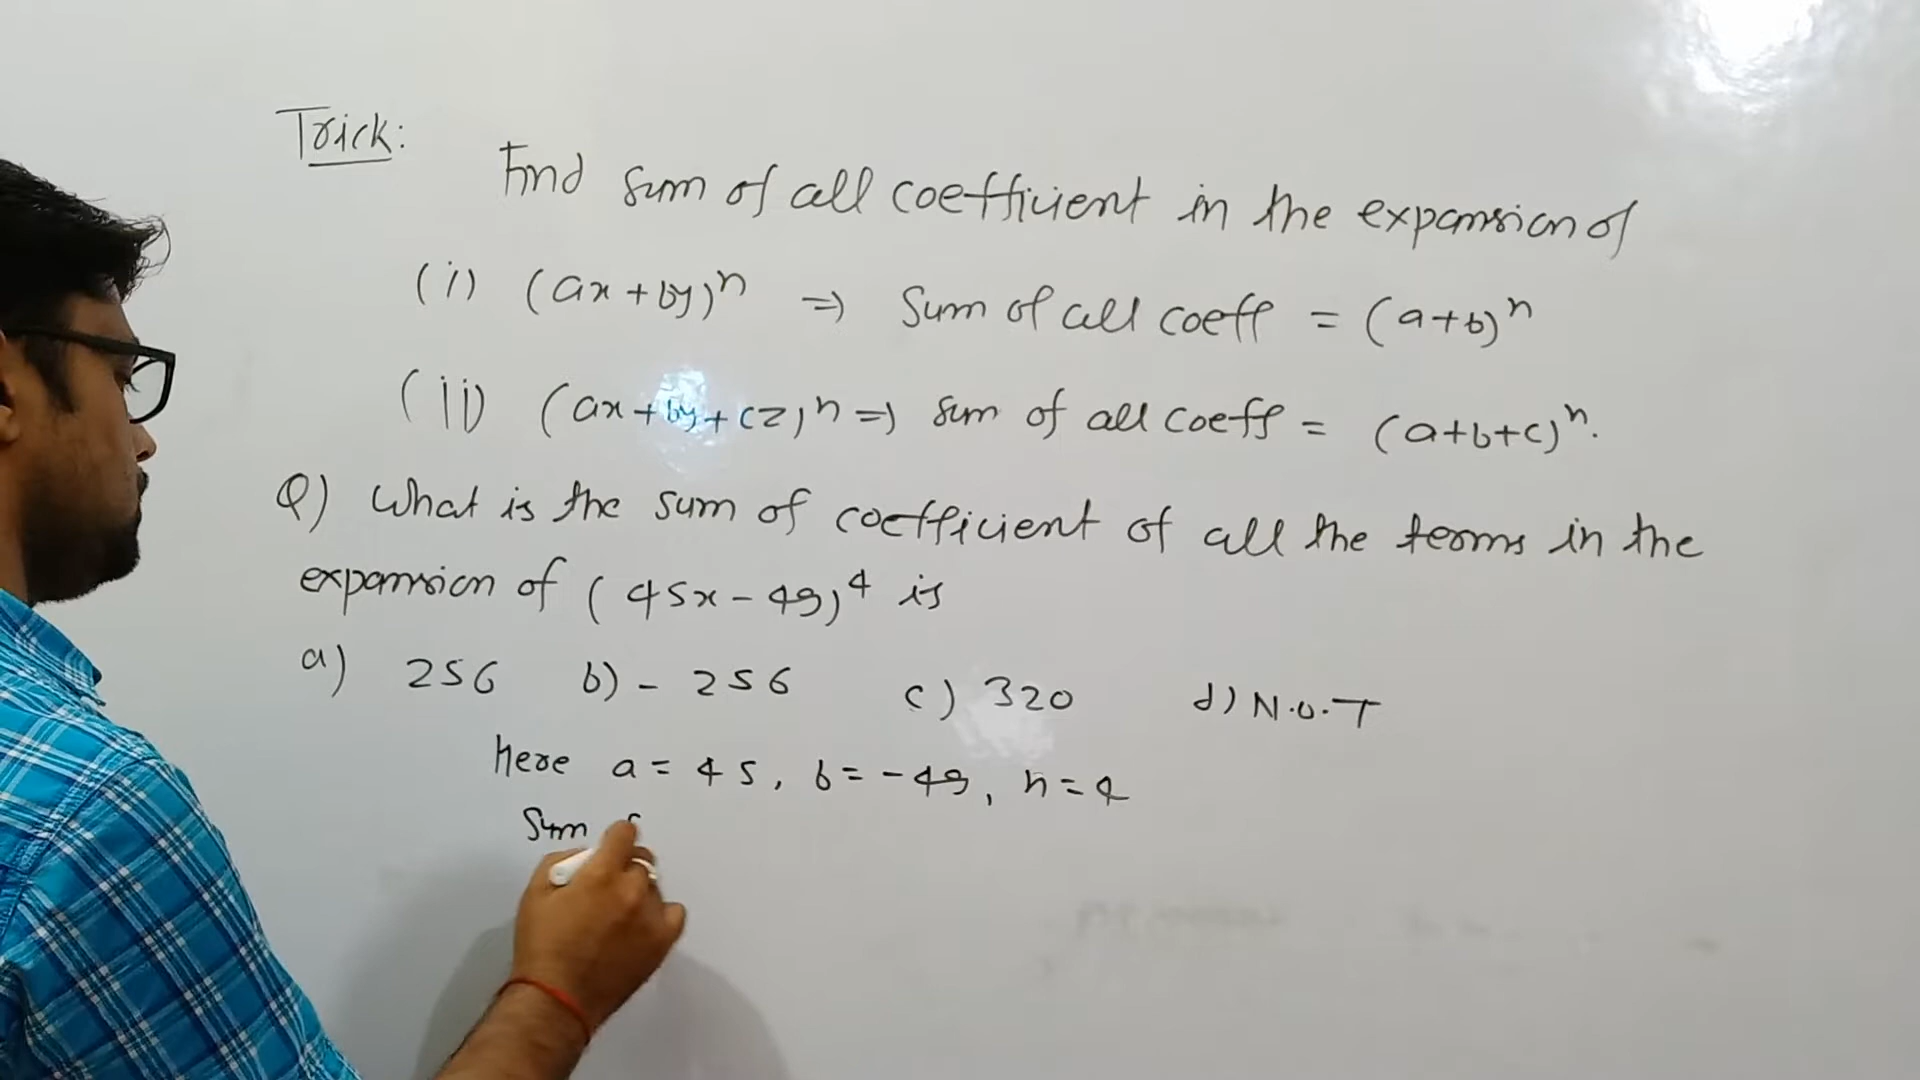 Trick:
Find sum of all coefficient in the expansion of
(i) (ax+by)ⁿ ⇒ Sum of all coeff = (a+b)ⁿ
(ii) (ax+by+cz)ⁿ ⇒ sum of all coeff = (a+b+c)ⁿ.
Q) What is the sum of coefficient of all the terms in the
expansion of (45x-49)⁴ is
a) 256 b) - 256 c) 320 d) N.O.T
Here a = 45, b = -49, n = 4
Sum